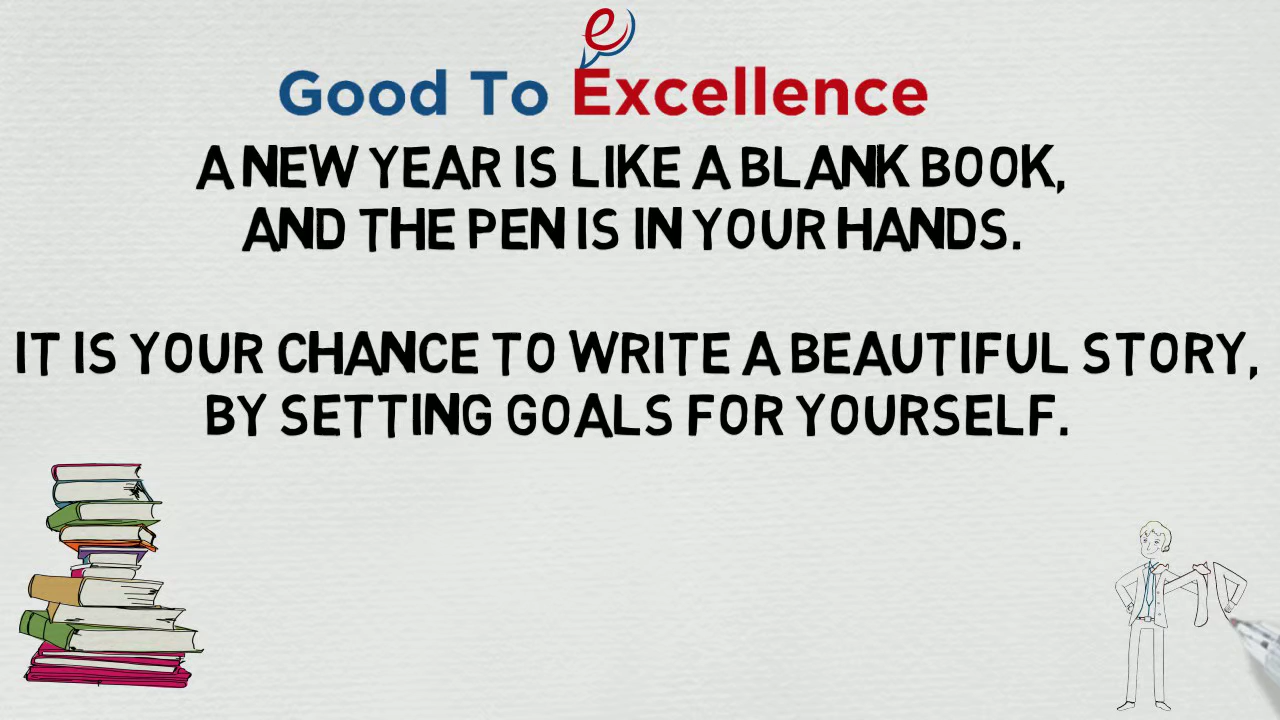 e
Good To Excellence
A NEW YEAR IS LIKE A BLANK BOOK,
AND THE PEN IS IN YOUR HANDS.
IT IS YOUR CHANCE TO WRITE A BEAUTIFUL STORY,
BY SETTING GOALS FOR YOURSELF.